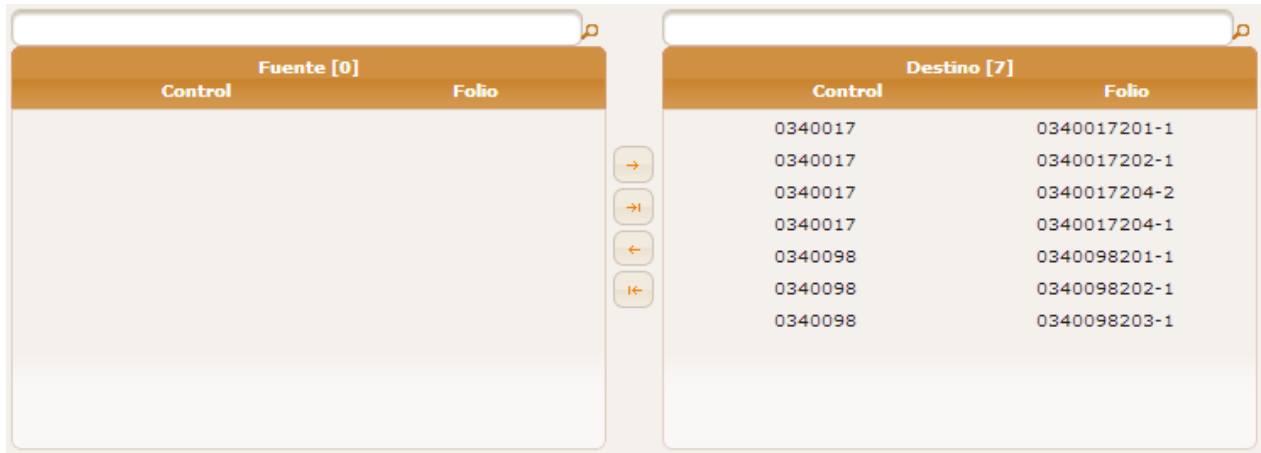 Fuente [0]
Control Folio
Destino [7]
Control Folio
0340017 0340017201-1
0340017 0340017202-1
0340017 0340017204-2
0340017 0340017204-1
0340098 0340098201-1
0340098 0340098202-1
0340098 0340098203-1